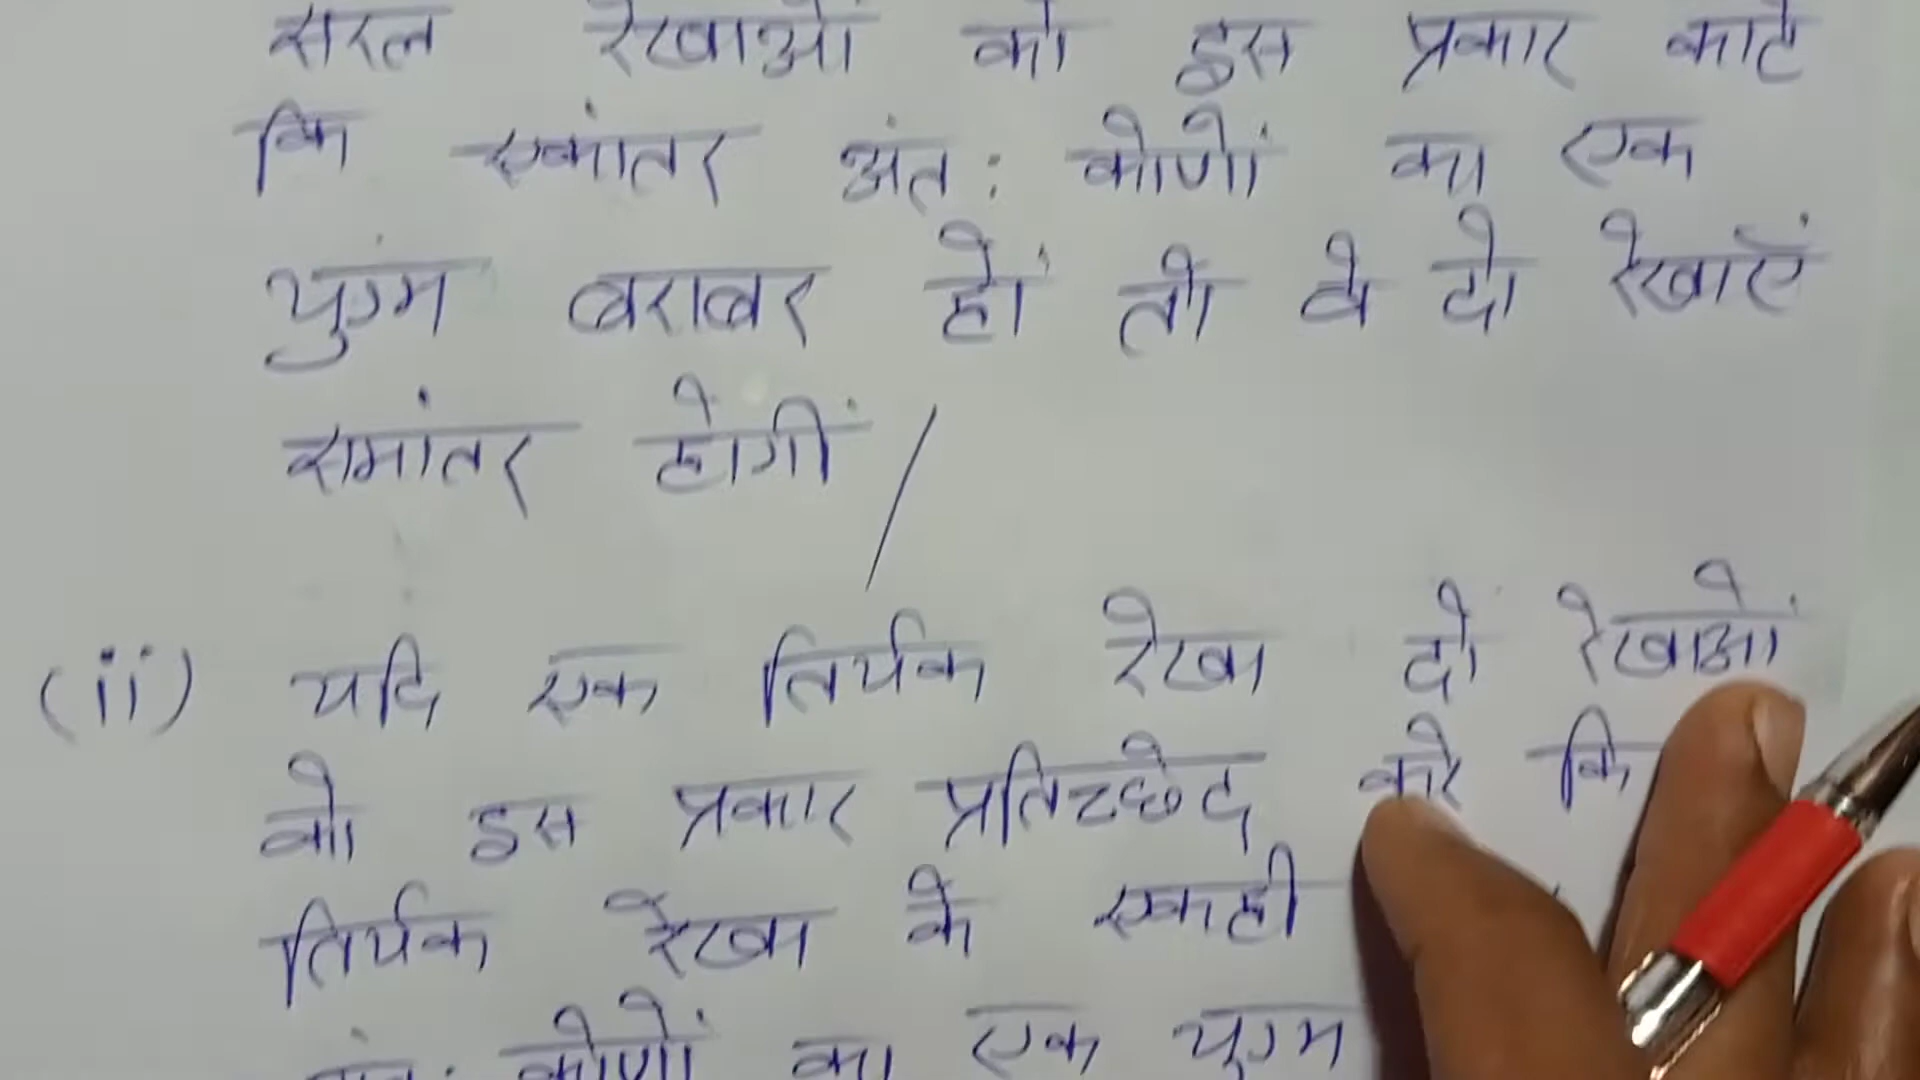 सरल रेखाओं को इस प्रकार काटे
कि एकांतर अंत: कोणों का एक
युग्म बराबर हों तो वे दो रेखाएं
समांतर होगीं/
(ii) यदि एक तिर्यक रेखा दो रेखाओं
को इस प्रकार प्रतिच्छेद करे कि
तिर्यक रेखा के एकही
अंत: कोणों का एक युग्म